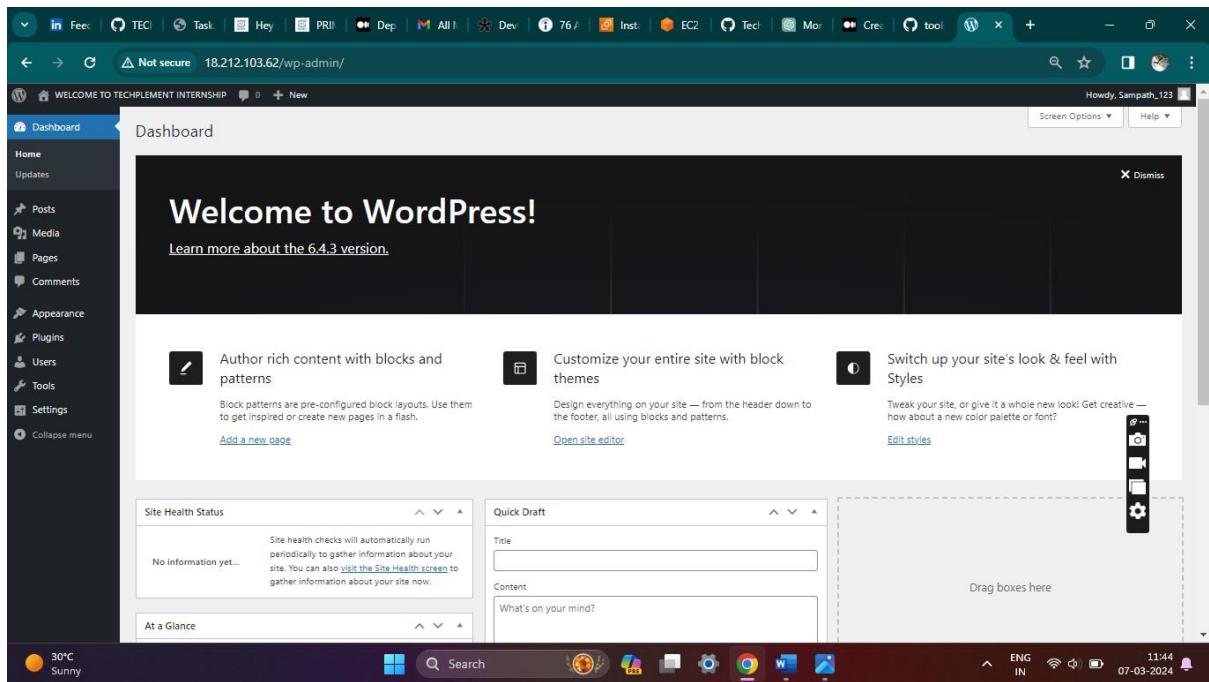 Feec
TECI
Task
Hey
PRII
Dep
All
Dev
76
Inst
EC2
Tech
Mor
Crea
tool
Not secure 18.212.103.62/wp-admin/
WELCOME TO TECHPLEMENT INTERNSHIP 0 + New
Howdy, Sampath_123
Dashboard
Home
Updates
Posts
Media
Pages
Comments
Appearance
Plugins
Users
Tools
Settings
Collapse menu
Dashboard
Screen Options ▼
Help ▼
Dismiss
Welcome to WordPress!
Learn more about the 6.4.3 version.
Author rich content with blocks and
patterns
Block patterns are pre-configured block layouts. Use them
to get inspired or create new pages in a flash.
Add a new page
Customize your entire site with block
themes
Design everything on your site — from the header down to
the footer, all using blocks and patterns.
Open site editor
Switch up your site's look & feel with
Styles
Tweak your site, or give it a whole new look! Get creative —
how about a new color palette or font?
Edit styles
Site Health Status
No information yet...
Site health checks will automatically run
periodically to gather information about your
site. You can also visit the Site Health screen to
gather information about your site now.
At a Glance
Quick Draft
Title
Content
What's on your mind?
Drag boxes here
30°C
Sunny
Search
ENG
IN
11:44
07-03-2024